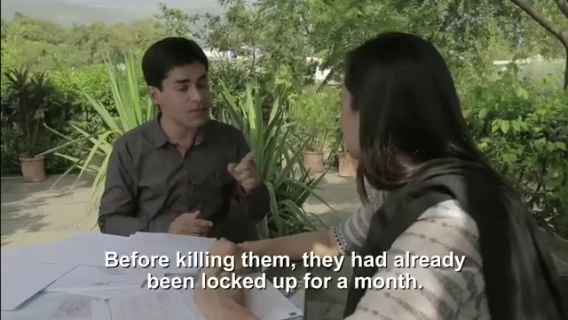 Before killing them, they had already
been locked up for a month.